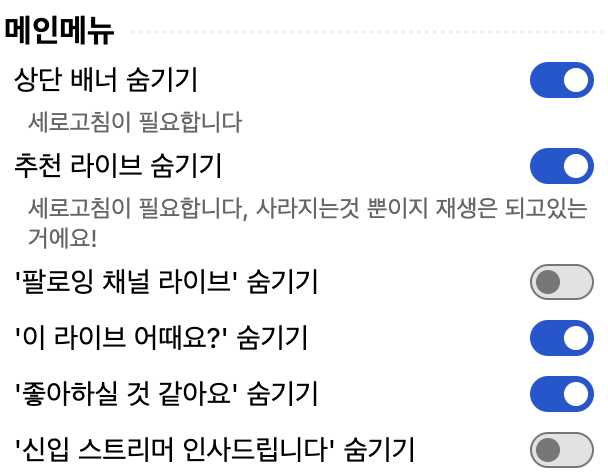 메인메뉴
상단 배너 숨기기
세로고침이 필요합니다
추천 라이브 숨기기
세로고침이 필요합니다, 사라지는것 뿐이지 재생은 되고있는
거에요!
'팔로잉 채널 라이브' 숨기기
'이 라이브 어때요?' 숨기기
'좋아하실 것 같아요' 숨기기
'신입 스트리머 인사드립니다' 숨기기